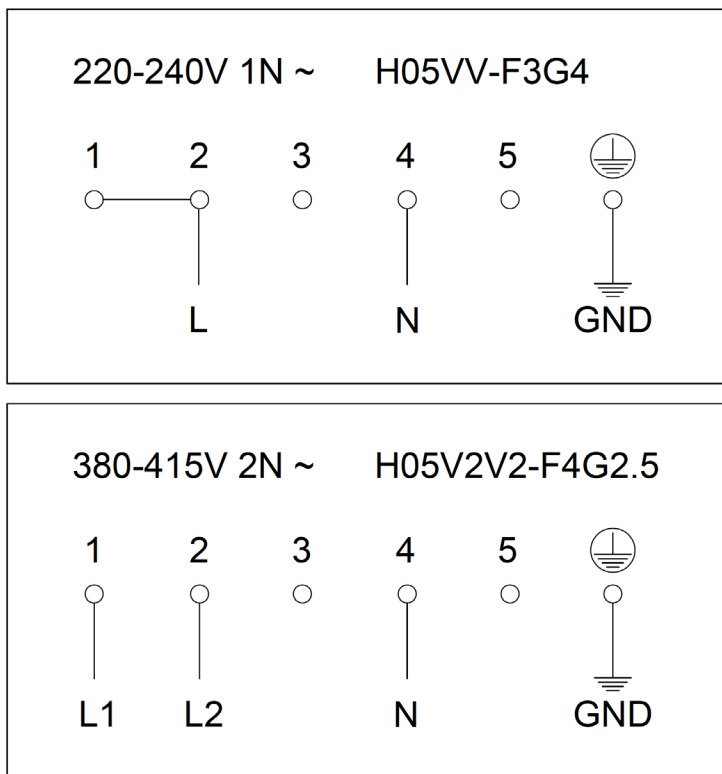 220-240V 1N ~ H05VV-F3G4
1 2 3 4 5
L N GND
380-415V 2N ~ H05V2V2-F4G2.5
1 2 3 4 5
L1 L2 N GND